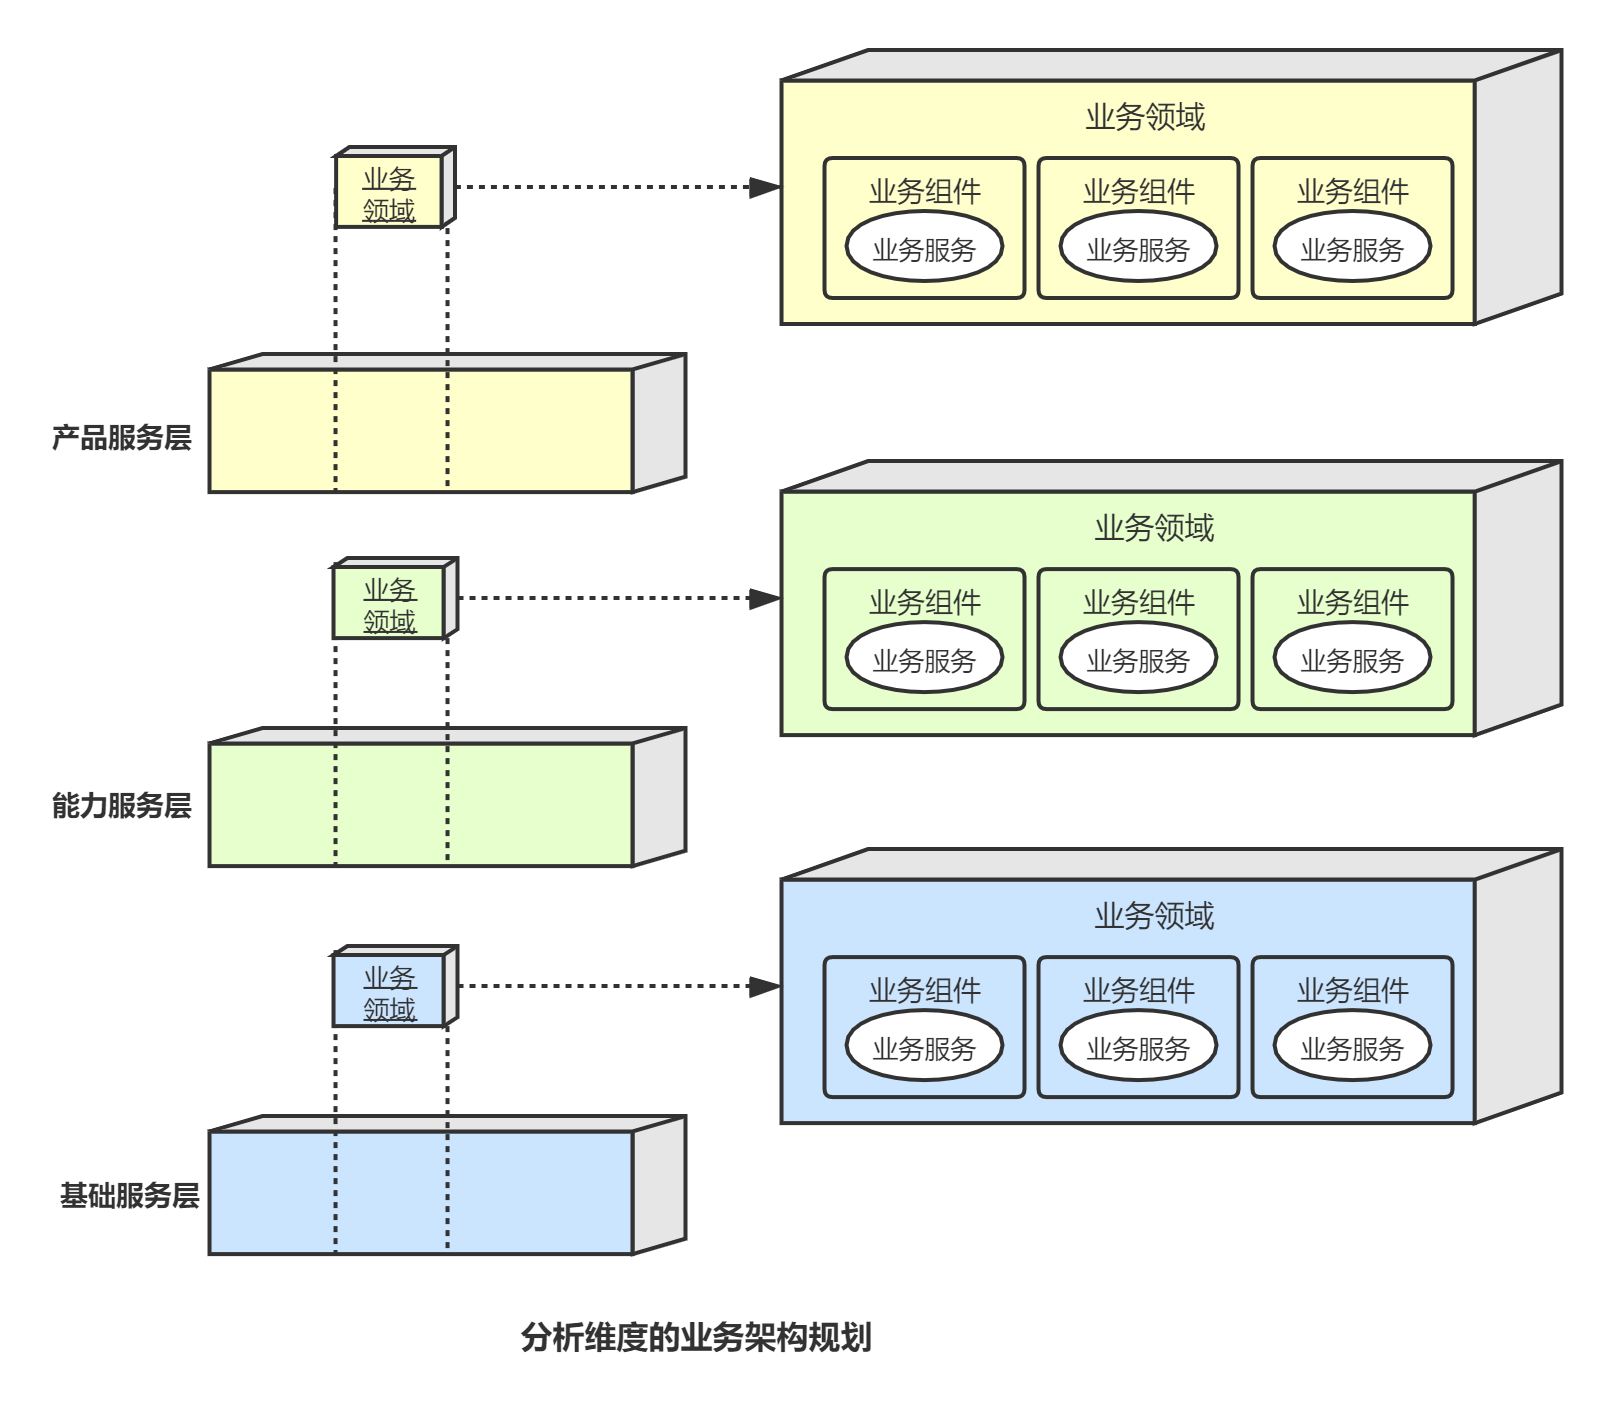 业务领域
业务
领域
业务组件 业务组件 业务组件
业务服务 业务服务 业务服务
产品服务层
业务领域
业务
领域
业务组件 业务组件 业务组件
业务服务 业务服务 业务服务
能力服务层
业务领域
业务
领域
业务组件 业务组件 业务组件
业务服务 业务服务 业务服务
基础服务层
分析维度的业务架构规划